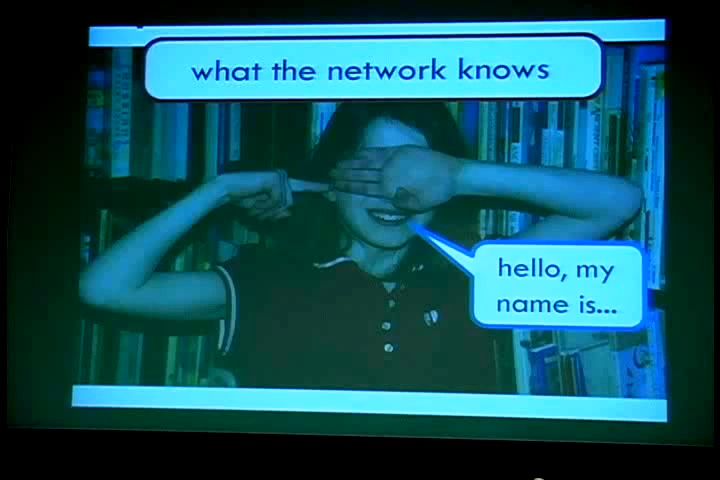 what the network knows
hello, my
name is...